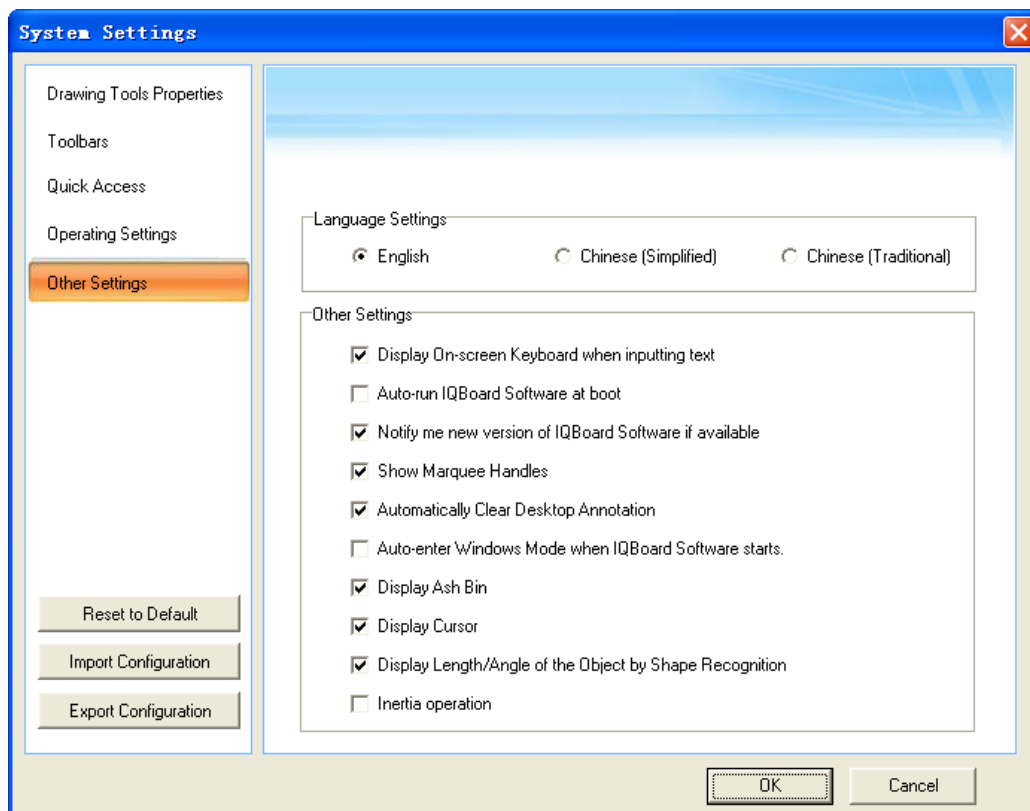 System Settings
Drawing Tools Properties
Toolbars
Quick Access
Operating Settings
Other Settings
Reset to Default
Import Configuration
Export Configuration
Language Settings
English Chinese (Simplified) Chinese (Traditional)
Other Settings
Display On-screen Keyboard when inputting text
Auto-run IQBoard Software at boot
Notify me new version of IQBoard Software if available
Show Marquee Handles
Automatically Clear Desktop Annotation
Auto-enter Windows Mode when IQBoard Software starts.
Display Ash Bin
Display Cursor
Display Length/Angle of the Object by Shape Recognition
Inertia operation
OK Cancel